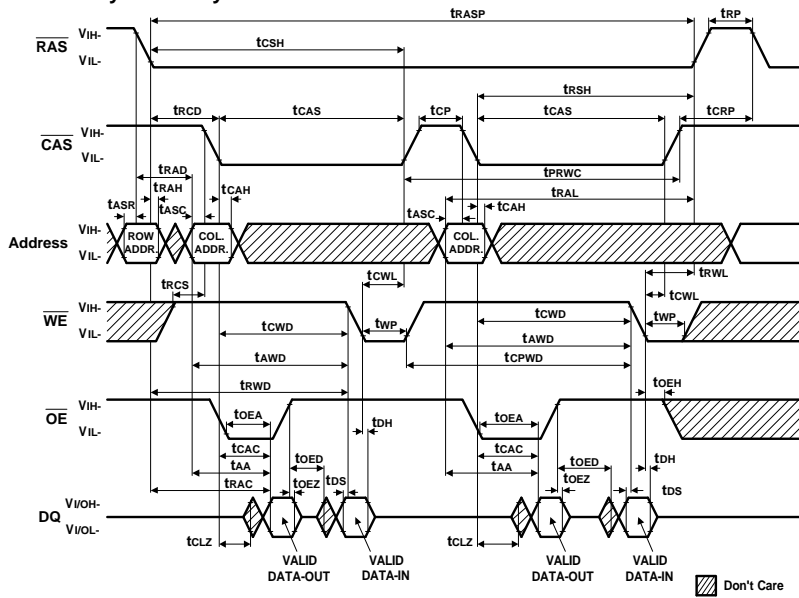 tRASP
tRP
RAS
VIH-
VIL-
tCSH
tRSH
tRCD
tCAS
tCP
tCAS
tCRP
CAS
VIH-
VIL-
tPRWC
tRAL
tRAD
tRAH
tASR
tASC
tCAH
tASC
tCAH
Address
VIH-
VIL-
ROW
ADDR.
COL.
ADDR.
COL.
ADDR.
tRWL
tCWL
tRCS
tCWL
WE
VIH-
VIL-
tCWD
tWP
tCWD
tWP
tAWD
tAWD
tCPWD
tRWD
tOEH
OE
VIH-
VIL-
tOEA
tOEA
tDH
tCAC
tOED
tCAC
tOED
tDH
tAA
tAA
tRAC
tOEZ
tDS
tOEZ
tDS
DQ
VI/OH-
VI/OL-
tCLZ
tCLZ
VALID
DATA-OUT
VALID
DATA-IN
VALID
DATA-OUT
VALID
DATA-IN
Don't Care